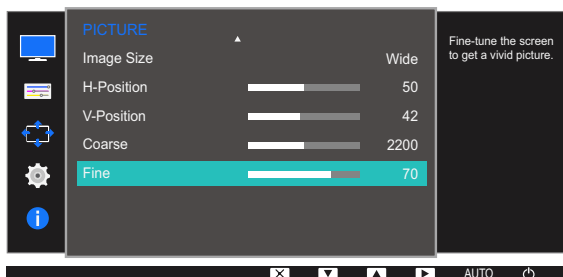 PICTURE
Image Size Wide
H-Position 50
V-Position 42
Coarse 2200
Fine 70
Fine-tune the screen
to get a vivid picture.
AUTO